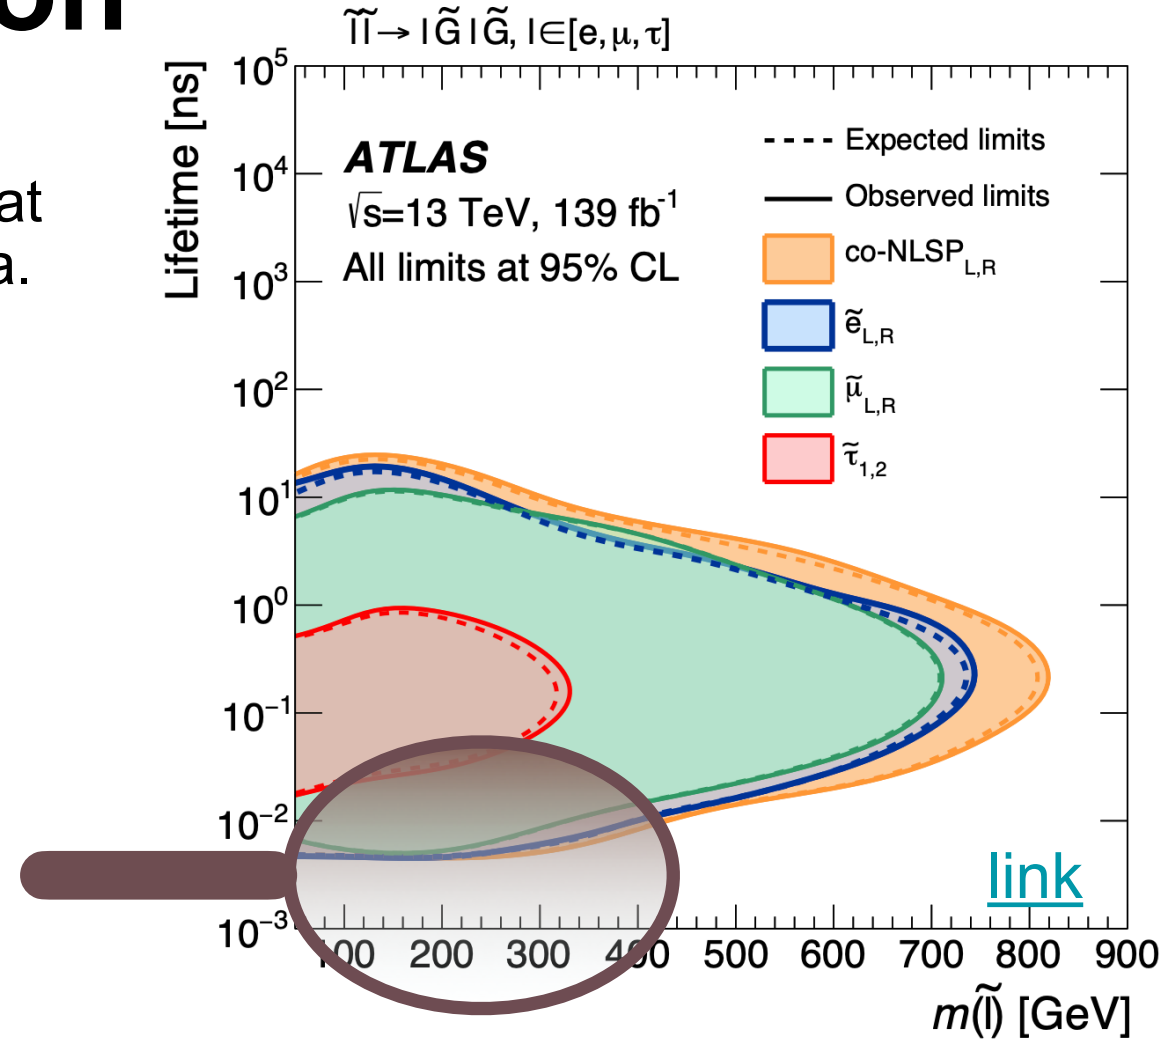 on
at
a.
l̃l̃→ l G̃ l G̃, l∈[e, μ, τ]
Lifetime [ns]
10⁵
10⁴
10³
10²
10¹
10⁰
10⁻¹
10⁻²
10⁻³
ATLAS
√s=13 TeV, 139 fb⁻¹
All limits at 95% CL
Expected limits
Observed limits
co-NLSP_L,R
ẽ_L,R
μ̃_L,R
τ̃_1,2
link
100 200 300 400 500 600 700 800 900
m(l̃) [GeV]